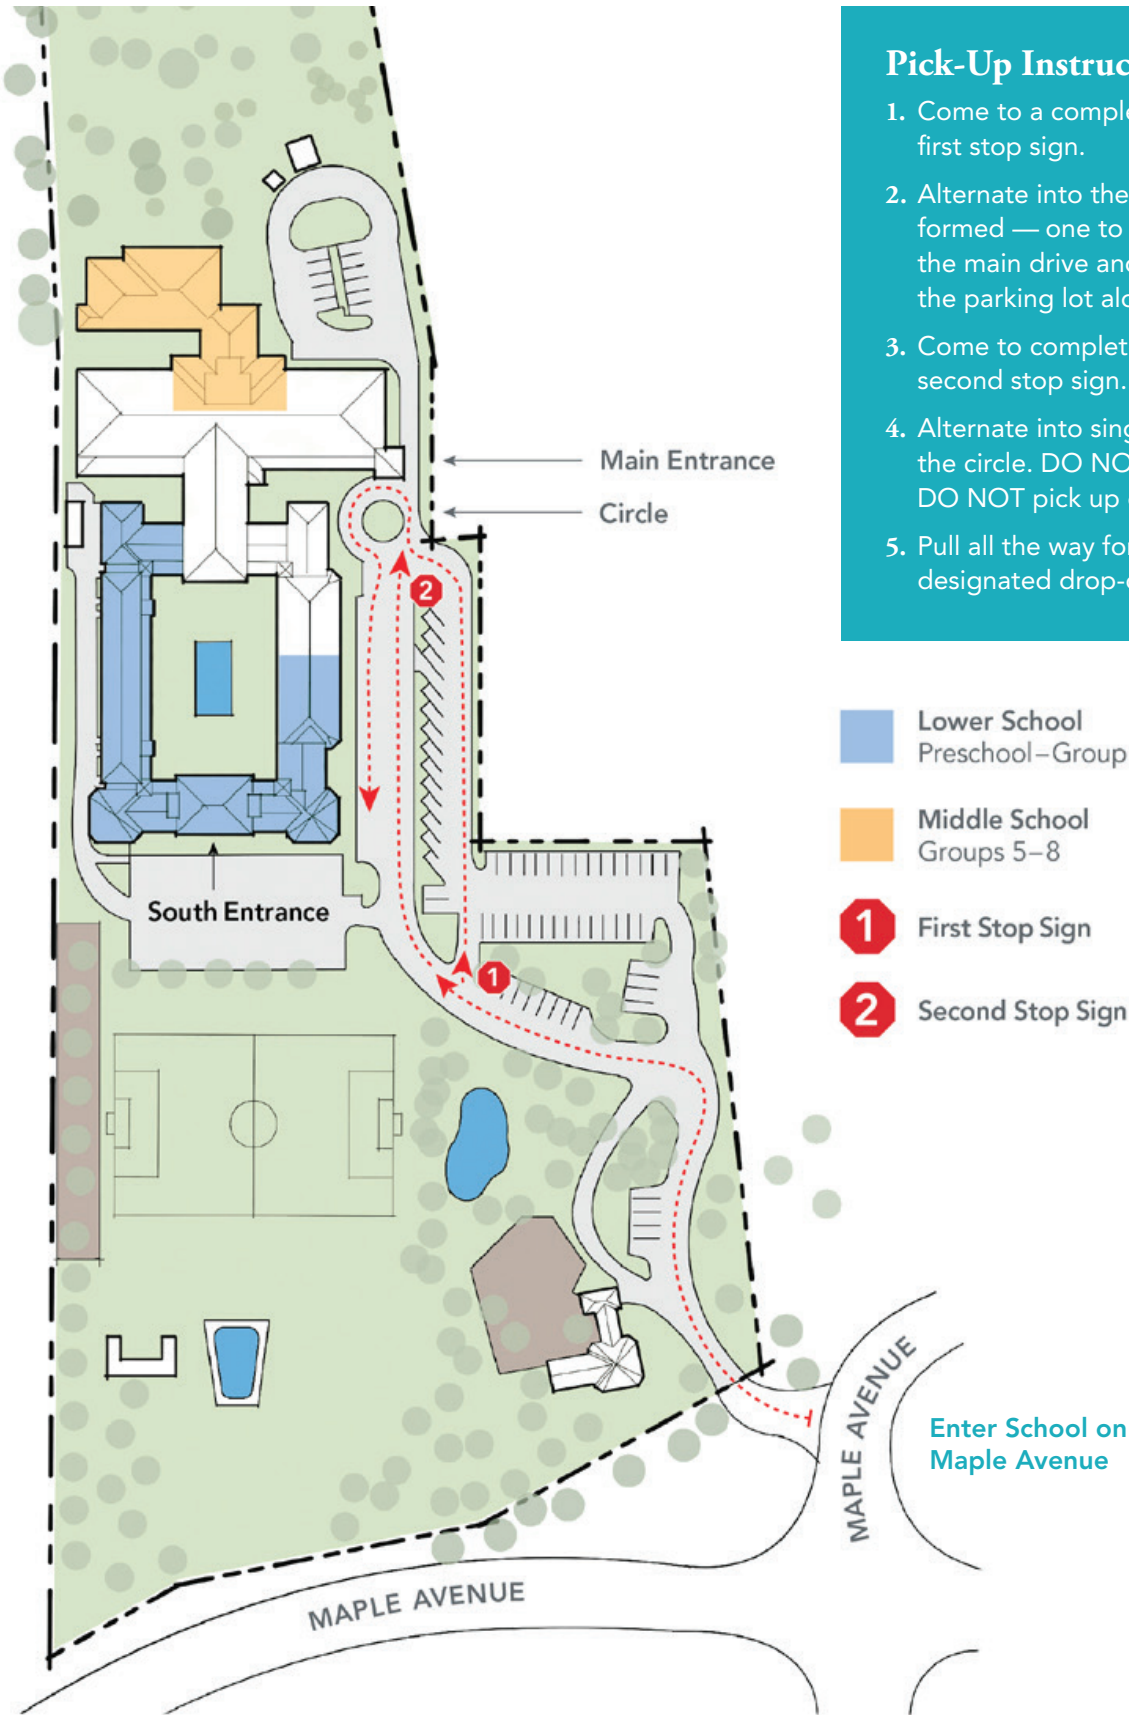 Pick-Up Instruc
1. Come to a comple
first stop sign.
2. Alternate into the
formed — one to
the main drive and
the parking lot alo
3. Come to complet
second stop sign.
4. Alternate into sing
the circle. DO NO
DO NOT pick up
5. Pull all the way fo
designated drop-
Main Entrance
Circle
2
Lower School
Preschool–Group
Middle School
Groups 5–8
South Entrance
1 First Stop Sign
1
2 Second Stop Sign
MAPLE AVENUE
Enter School on
Maple Avenue
MAPLE AVENUE